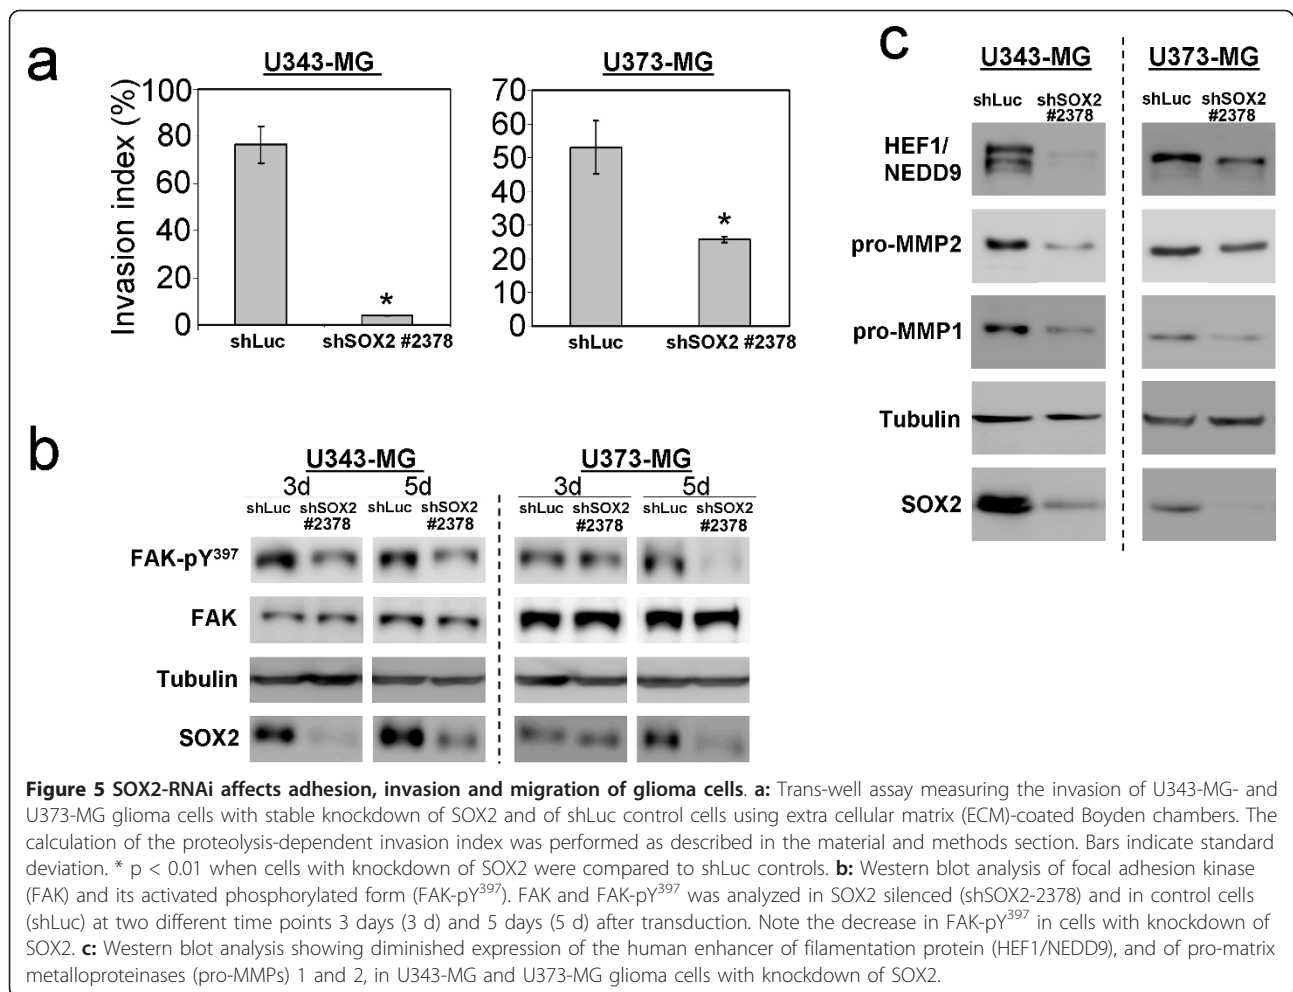 a
U343-MG
U373-MG
Invasion index (%)
100
80
60
40
20
0
*
shLuc shSOX2 #2378
70
60
50
40
30
20
10
0
*
shLuc shSOX2 #2378
b
U343-MG U373-MG
3d 5d 3d 5d
shLuc shSOX2 shLuc shSOX2 shLuc shSOX2 shLuc shSOX2
#2378 #2378 #2378 #2378
FAK-pY³⁹⁷
FAK
Tubulin
SOX2
c
U343-MG U373-MG
shLuc shSOX2 shLuc shSOX2
#2378 #2378
HEF1/
NEDD9
pro-MMP2
pro-MMP1
Tubulin
SOX2
Figure 5 SOX2-RNAi affects adhesion, invasion and migration of glioma cells. a: Trans-well assay measuring the invasion of U343-MG- and
U373-MG glioma cells with stable knockdown of SOX2 and of shLuc control cells using extra cellular matrix (ECM)-coated Boyden chambers. The
calculation of the proteolysis-dependent invasion index was performed as described in the material and methods section. Bars indicate standard
deviation. * p < 0.01 when cells with knockdown of SOX2 were compared to shLuc controls. b: Western blot analysis of focal adhesion kinase
(FAK) and its activated phosphorylated form (FAK-pY³⁹⁷). FAK and FAK-pY³⁹⁷ was analyzed in SOX2 silenced (shSOX2-2378) and in control cells
(shLuc) at two different time points 3 days (3 d) and 5 days (5 d) after transduction. Note the decrease in FAK-pY³⁹⁷ in cells with knockdown of
SOX2. c: Western blot analysis showing diminished expression of the human enhancer of filamentation protein (HEF1/NEDD9), and of pro-matrix
metalloproteinases (pro-MMPs) 1 and 2, in U343-MG and U373-MG glioma cells with knockdown of SOX2.